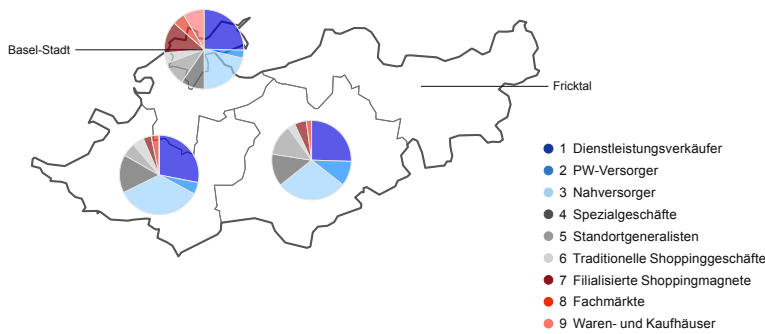 Basel-Stadt
Fricktal
1 Dienstleistungsverkäufer
2 PW-Versorger
3 Nahversorger
4 Spezialgeschäfte
5 Standortgeneralisten
6 Traditionelle Shoppinggeschäfte
7 Filialisierte Shoppingmagnete
8 Fachmärkte
9 Waren- und Kaufhäuser